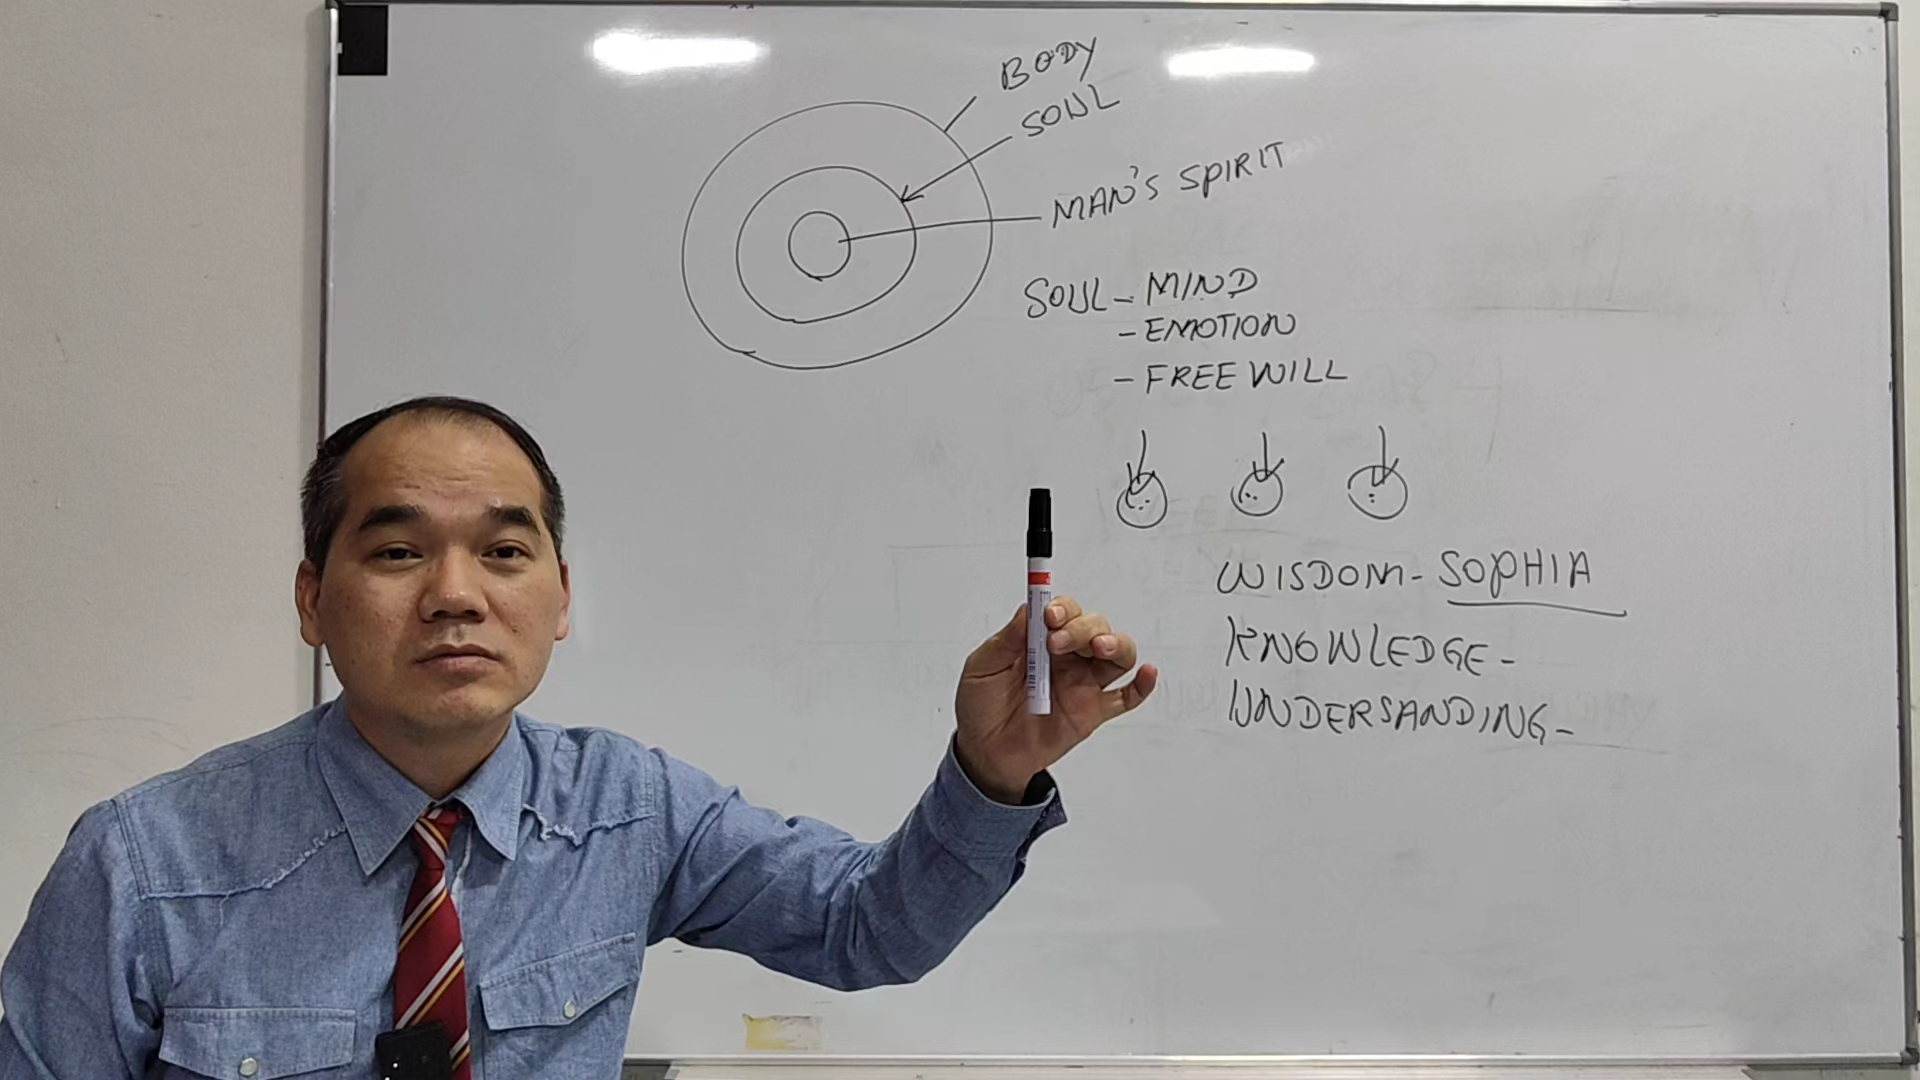 BODY
SOUL
MAN'S SPIRIT
SOUL - MIND
- EMOTION
- FREE WILL
WISDOM - SOPHIA
KNOWLEDGE -
UNDERSANDING -